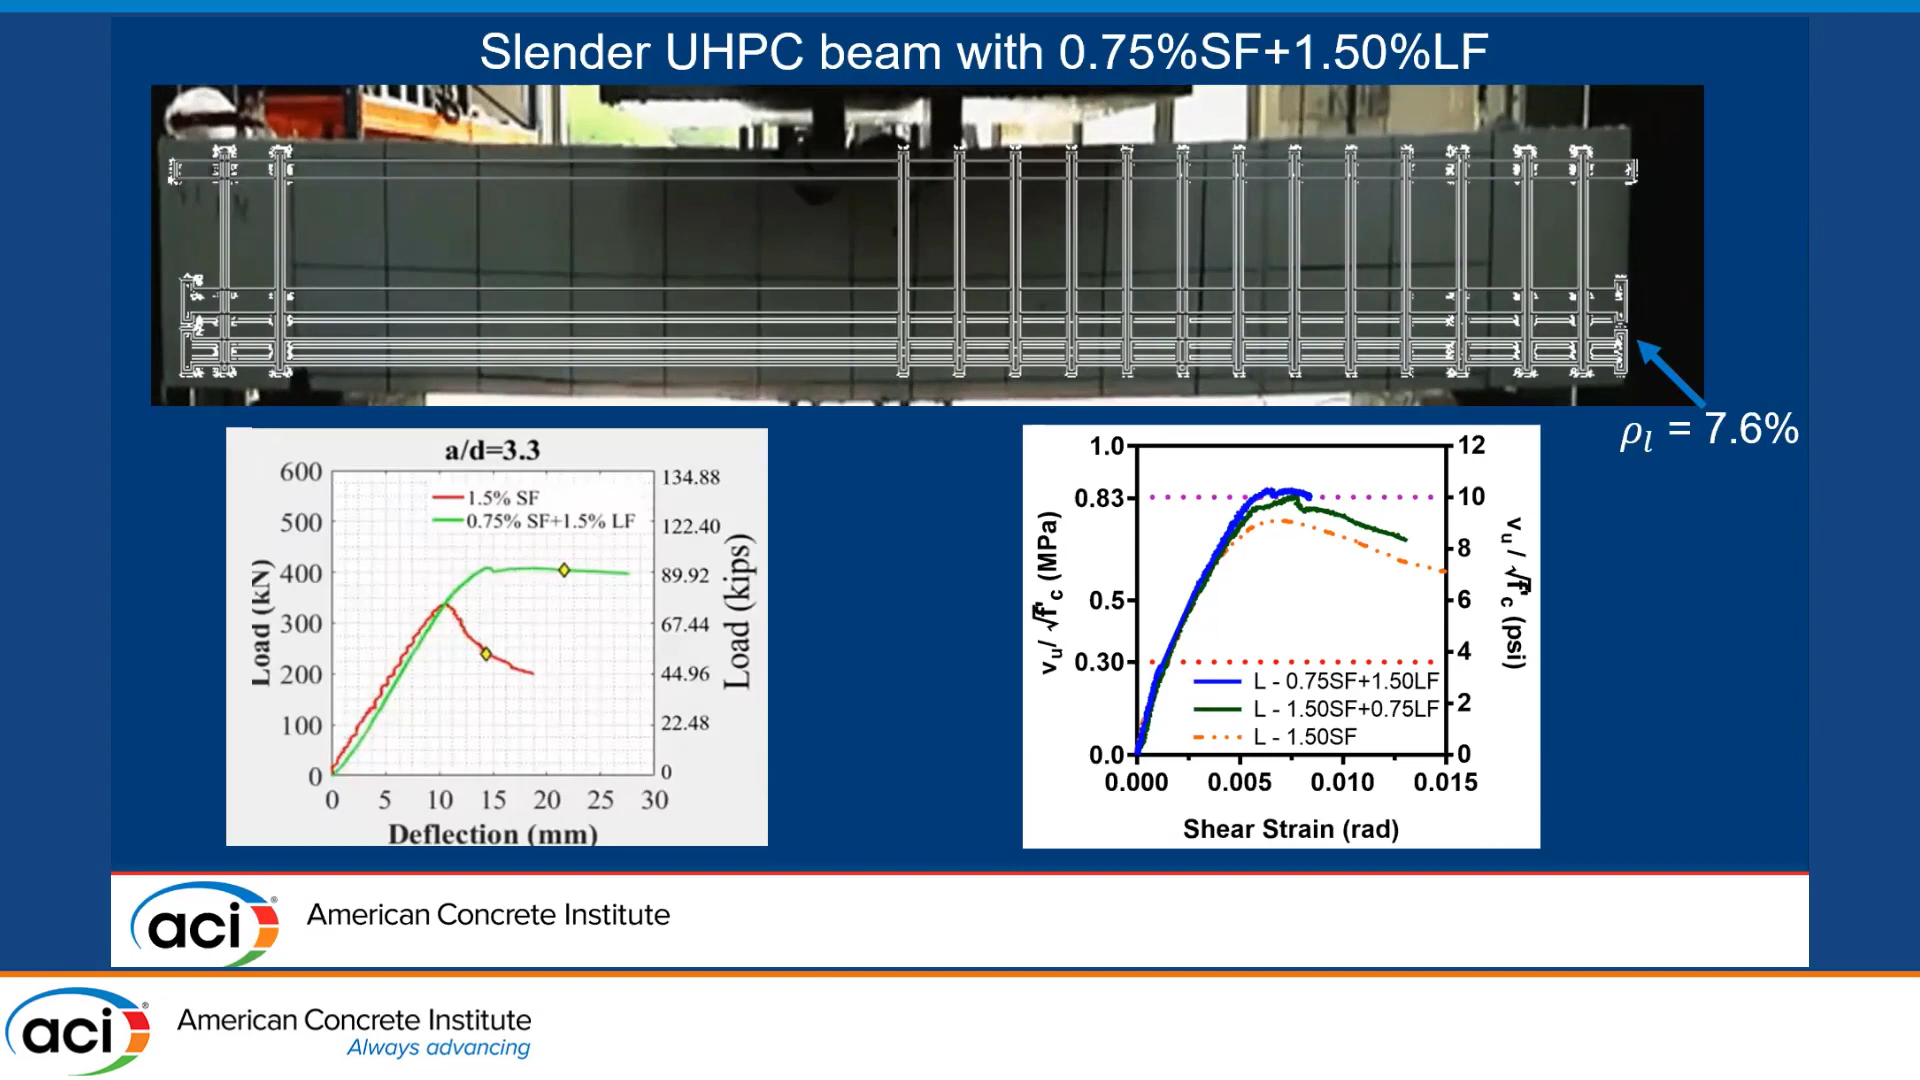 Slender UHPC beam with 0.75%SF+1.50%LF
ρl = 7.6%
a/d=3.3
600
500
400
300
200
100
0
134.88
122.40
89.92
67.44
44.96
22.48
0
1.5% SF
0.75% SF+1.5% LF
Load (kN)
Load (kips)
0 5 10 15 20 25 30
Deflection (mm)
1.0
0.83
0.5
0.30
0.0
12
10
8
6
4
2
0
vu/ √f'c (MPa)
vu / √f'c (psi)
L - 0.75SF+1.50LF
L - 1.50SF+0.75LF
L - 1.50SF
0.000 0.005 0.010 0.015
Shear Strain (rad)
aci®
American Concrete Institute
aci®
American Concrete Institute
Always advancing